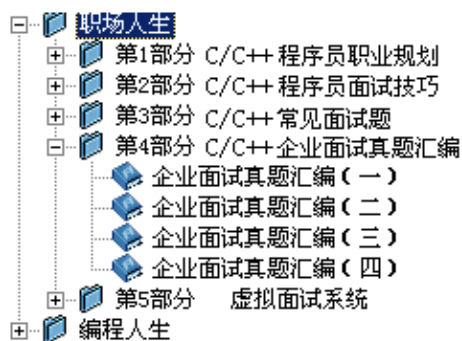 职场人生
第1部分 C/C++程序员职业规划
第2部分 C/C++程序员面试技巧
第3部分 C/C++常见面试题
第4部分 C/C++企业面试真题汇编
企业面试真题汇编(一)
企业面试真题汇编(二)
企业面试真题汇编(三)
企业面试真题汇编(四)
第5部分 虚拟面试系统
编程人生